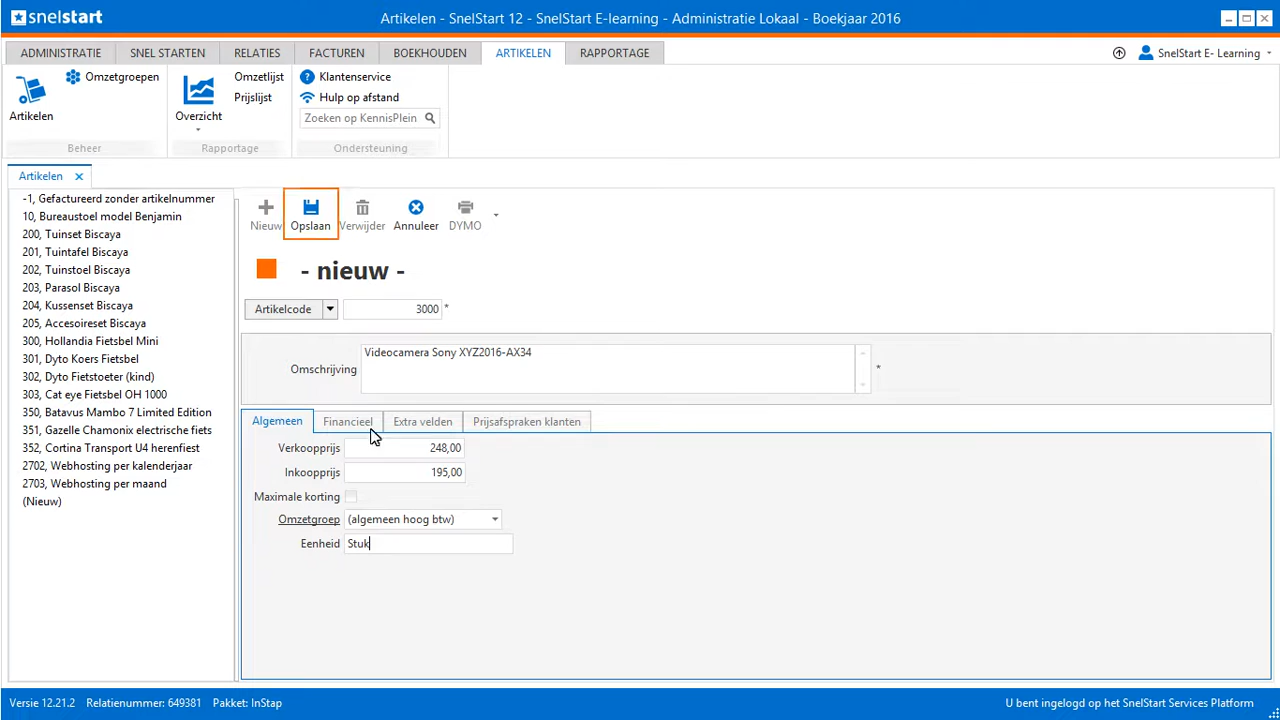 snelstart
Artikelen - SnelStart 12 - SnelStart E-learning - Administratie Lokaal - Boekjaar 2016
ADMINISTRATIE SNEL STARTEN RELATIES FACTUREN BOEKHOUDEN ARTIKELEN RAPPORTAGE
SnelStart E- Learning
Artikelen
Omzetgroepen
Beheer
Overzicht
Omzetlijst
Prijslijst
Rapportage
Klantenservice
Hulp op afstand
Zoeken op KennisPlein
Ondersteuning
Artikelen
-1, Gefactureerd zonder artikelnummer
10, Bureaustoel model Benjamin
200, Tuinset Biscaya
201, Tuintafel Biscaya
202, Tuinstoel Biscaya
203, Parasol Biscaya
204, Kussenset Biscaya
205, Accesoireset Biscaya
300, Hollandia Fietsbel Mini
301, Dyto Koers Fietsbel
302, Dyto Fietstoeter (kind)
303, Cat eye Fietsbel OH 1000
350, Batavus Mambo 7 Limited Edition
351, Gazelle Chamonix electrische fiets
352, Cortina Transport U4 herenfiest
2702, Webhosting per kalenderjaar
2703, Webhosting per maand
(Nieuw)
Nieuw Opslaan Verwijder Annuleer DYMO
- nieuw -
Artikelcode 3000 *
Omschrijving Videocamera Sony XYZ2016-AX34 *
Algemeen Financieel Extra velden Prijsafspraken klanten
Verkoopprijs 248,00
Inkoopprijs 195,00
Maximale korting
Omzetgroep (algemeen hoog btw)
Eenheid Stuk
Versie 12.21.2 Relatienummer: 649381 Pakket: InStap
U bent ingelogd op het SnelStart Services Platform